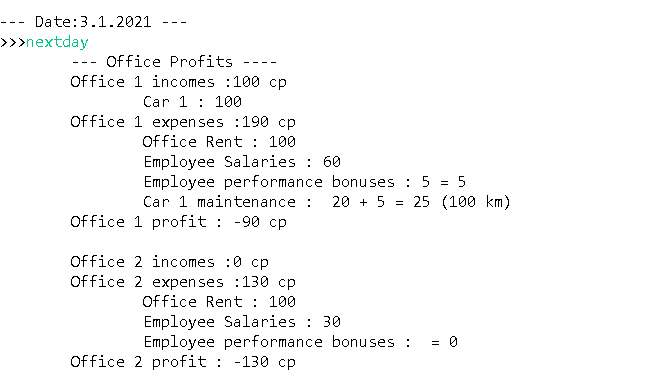 --- Date:3.1.2021 ---
>>>nextday
--- Office Profits ----
Office 1 incomes :100 cp
Car 1 : 100
Office 1 expenses :190 cp
Office Rent : 100
Employee Salaries : 60
Employee performance bonuses : 5 = 5
Car 1 maintenance :  20 + 5 = 25 (100 km)
Office 1 profit : -90 cp
Office 2 incomes :0 cp
Office 2 expenses :130 cp
Office Rent : 100
Employee Salaries : 30
Employee performance bonuses :  = 0
Office 2 profit : -130 cp